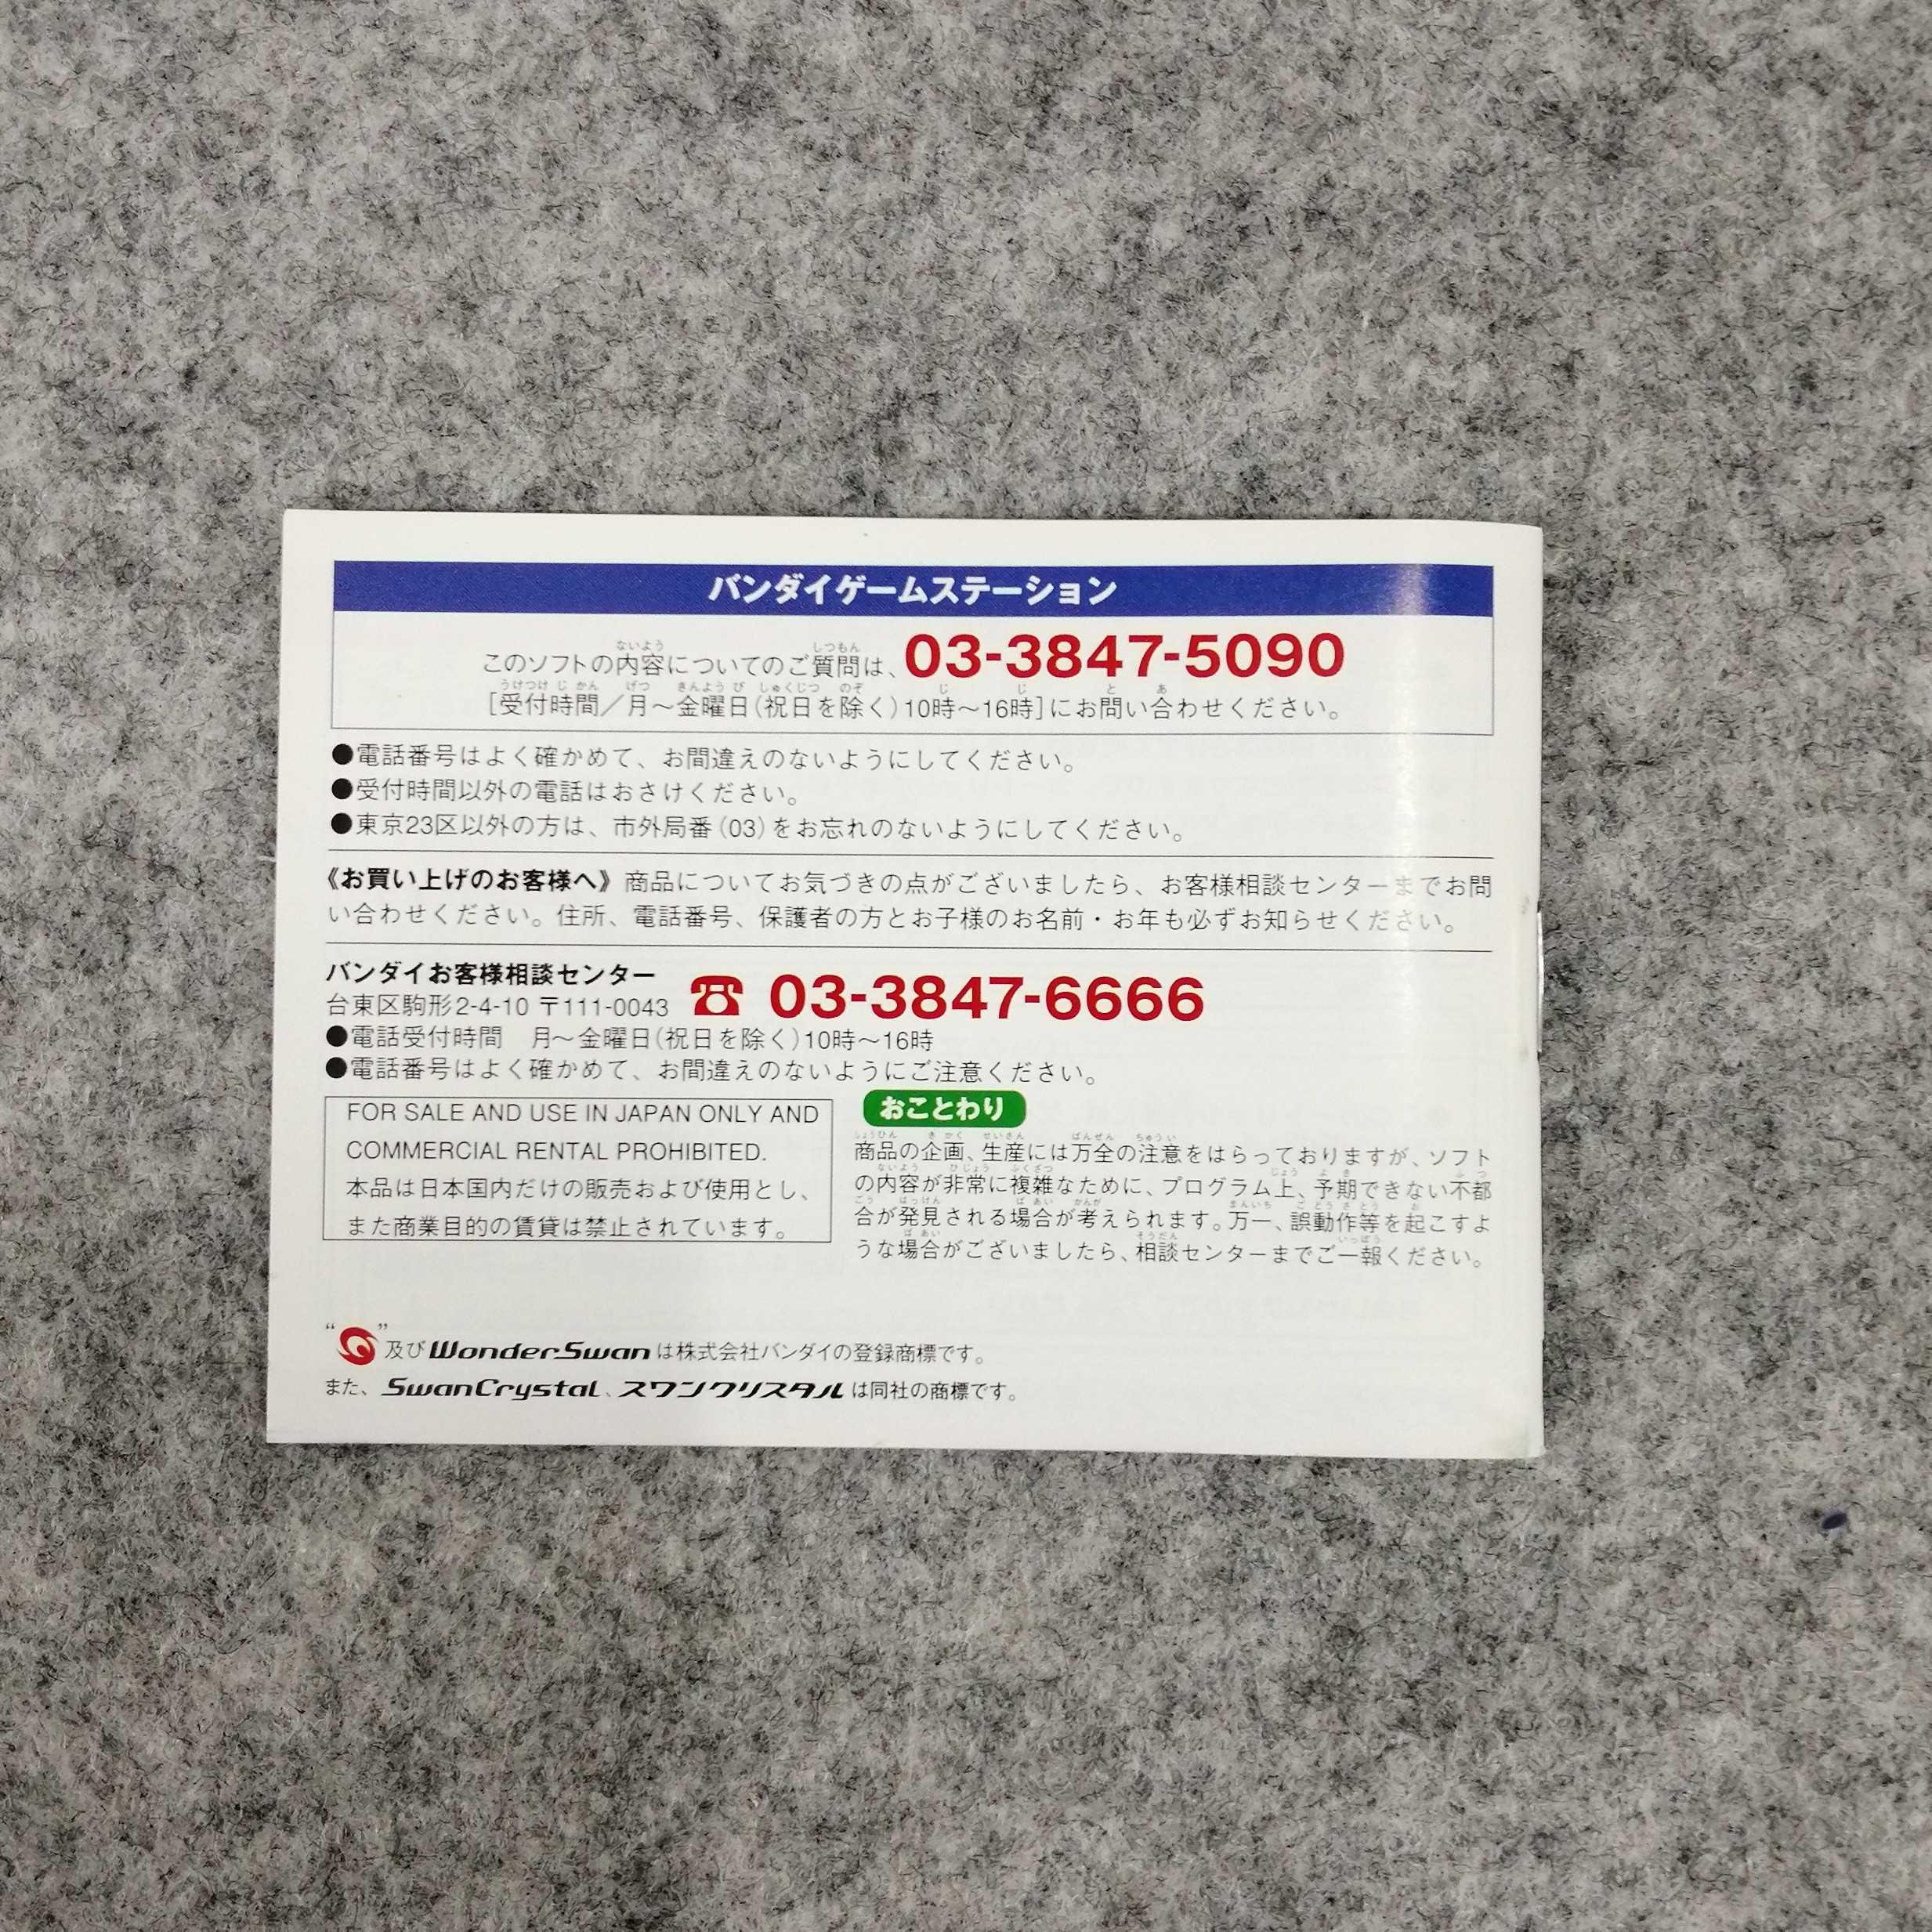 バンダイゲームステーション
このソフトの内容についてのご質問は、03-3847-5090
[受付時間／月～金曜日(祝日を除く)10時～16時]にお問い合わせください。
●電話番号はよく確かめて、お間違えのないようにしてください。
●受付時間以外の電話はおさけください。
●東京23区以外の方は、市外局番(03)をお忘れのないようにしてください。
《お買い上げのお客様へ》商品についてお気づきの点がございましたら、お客様相談センターまでお問
い合わせください。住所、電話番号、保護者の方とお子様のお名前・お年も必ずお知らせください。
バンダイお客様相談センター
台東区駒形2-4-10 〒111-0043 ☎ 03-3847-6666
●電話受付時間　月～金曜日(祝日を除く)10時～16時
●電話番号はよく確かめて、お間違えのないようにご注意ください。
FOR SALE AND USE IN JAPAN ONLY AND
COMMERCIAL RENTAL PROHIBITED.
本品は日本国内だけの販売および使用とし、
また商業目的の賃貸は禁止されています。
おことわり
商品の企画、生産には万全の注意をはらっておりますが、ソフト
の内容が非常に複雑なために、プログラム上、予期できない不都
合が発見される場合が考えられます。万一、誤動作等を起こすよ
うな場合がございましたら、相談センターまでご一報ください。
“ ”及びWonderSwanは株式会社バンダイの登録商標です。
また、SwanCrystal、スワンクリスタルは同社の商標です。